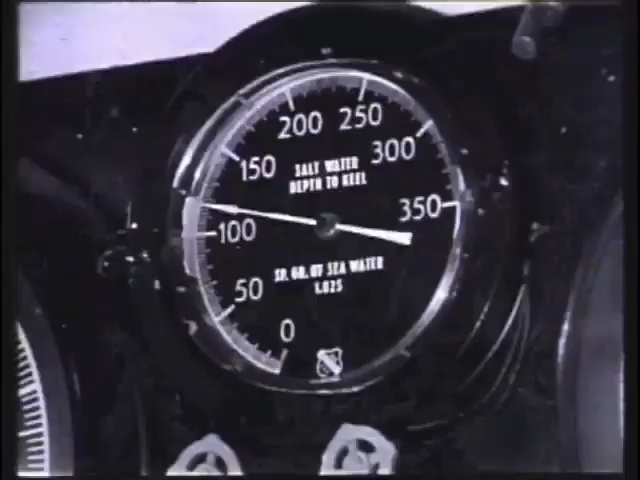 200 250
150 300
SALT WATER
DEPTH TO KEEL
350
100
SP. GR. OF SEA WATER
1.025
50
0